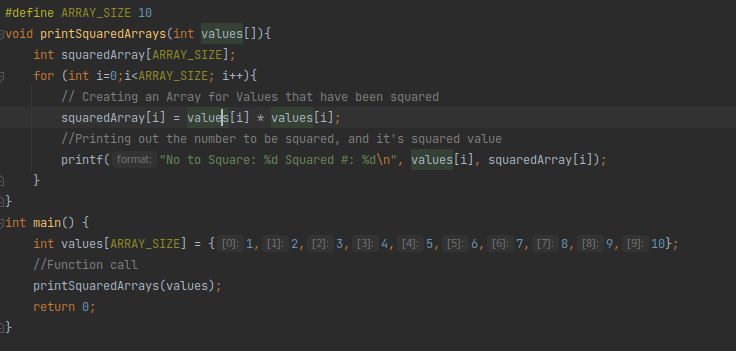 #define ARRAY_SIZE 10
void printSquaredArrays(int values[]){
int squaredArray[ARRAY_SIZE];
for (int i=0;i<ARRAY_SIZE; i++){
// Creating an Array for Values that have been squared
squaredArray[i] = values[i] * values[i];
//Printing out the number to be squared, and it's squared value
printf( format: "No to Square: %d Squared #: %d\n", values[i], squaredArray[i]);
}
}
int main() {
int values[ARRAY_SIZE] = { [0]: 1, [1]: 2, [2]: 3, [3]: 4, [4]: 5, [5]: 6, [6]: 7, [7]: 8, [8]: 9, [9]: 10};
//Function call
printSquaredArrays(values);
return 0;
}